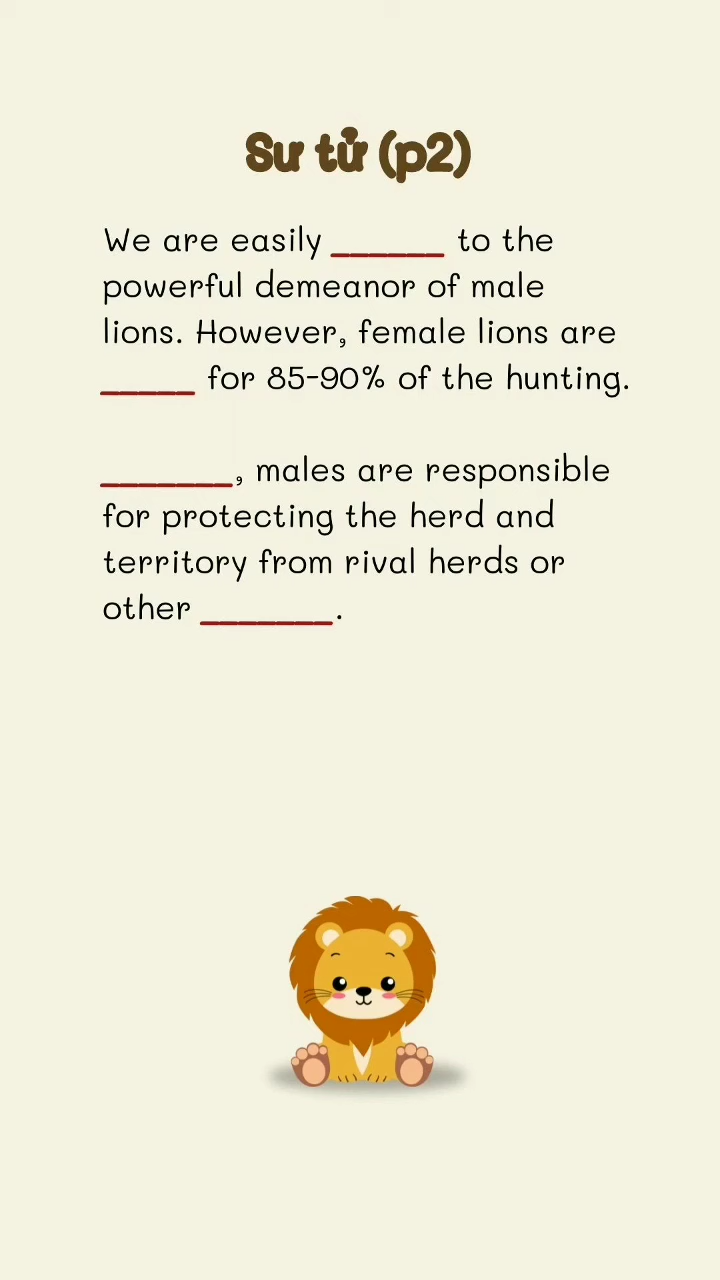 Sư tử (p2)
We are easily ______ to the
powerful demeanor of male
lions. However, female lions are
_____ for 85-90% of the hunting.
_______, males are responsible
for protecting the herd and
territory from rival herds or
other _______.